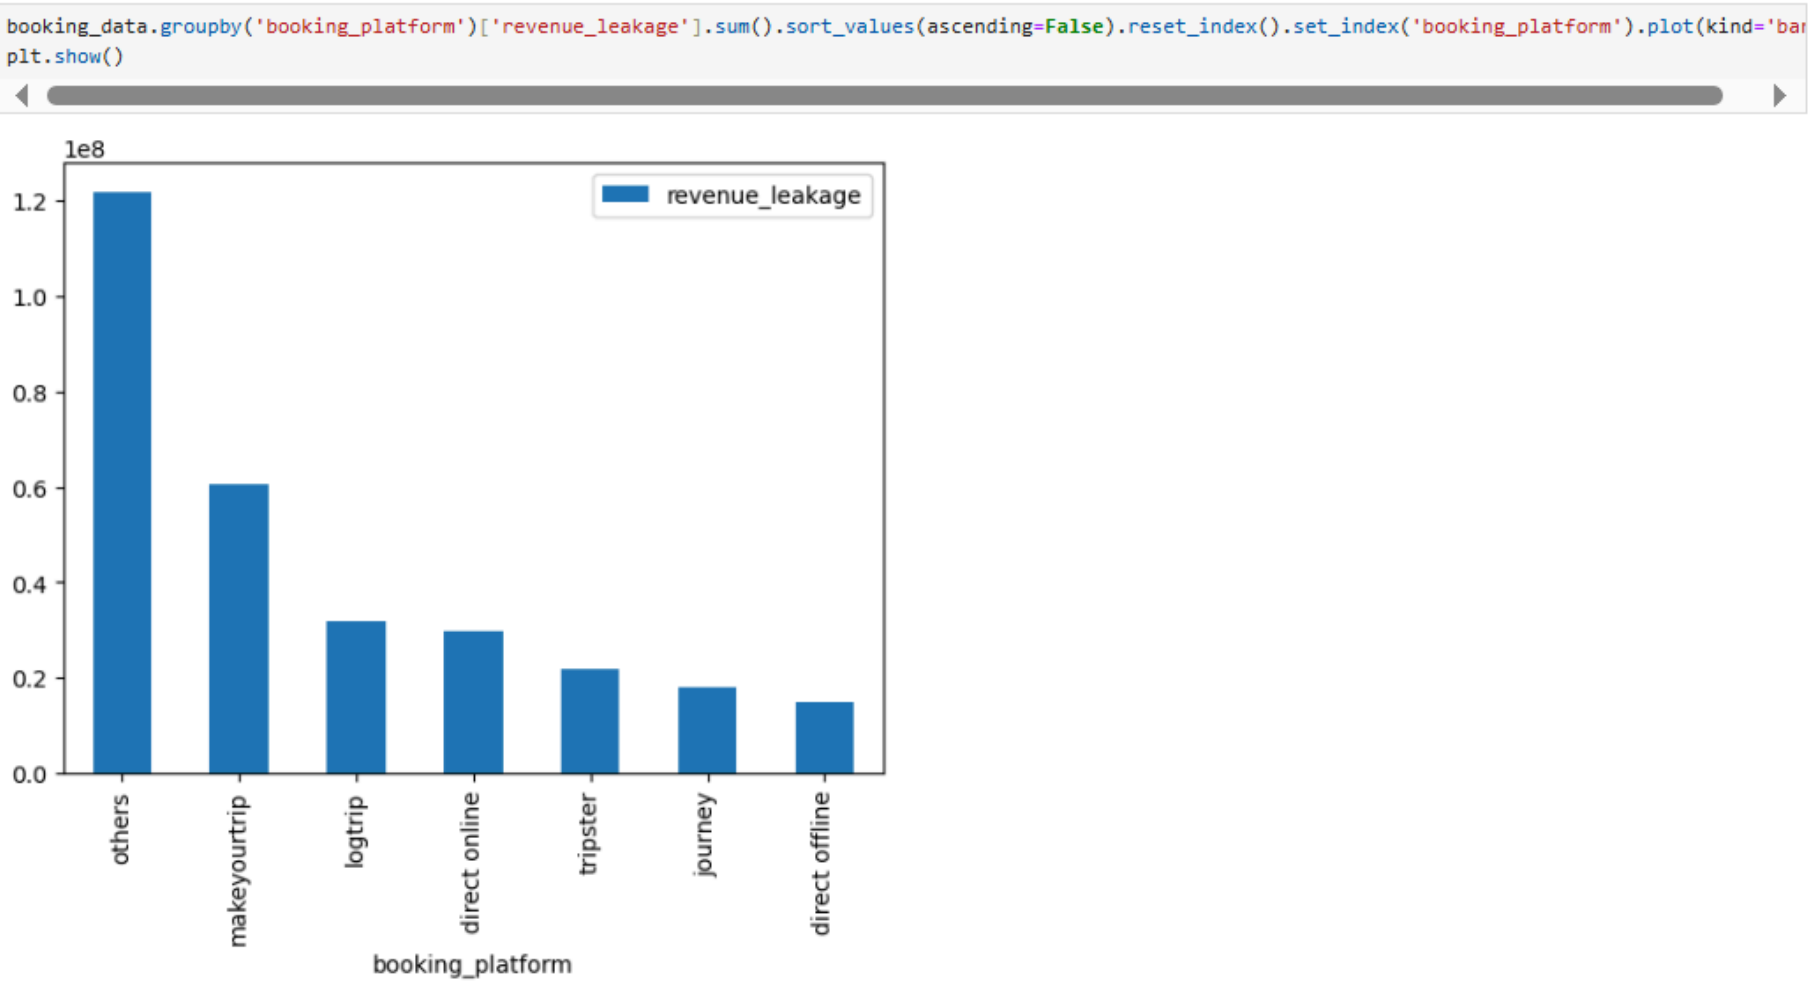 booking_data.groupby('booking_platform')['revenue_leakage'].sum().sort_values(ascending=False).reset_index().set_index('booking_platform').plot(kind='bar
plt.show()
1e8
revenue_leakage
1.2
1.0
0.8
0.6
0.4
0.2
0.0
others
makeyourtrip
logtrip
direct online
tripster
journey
direct offline
booking_platform